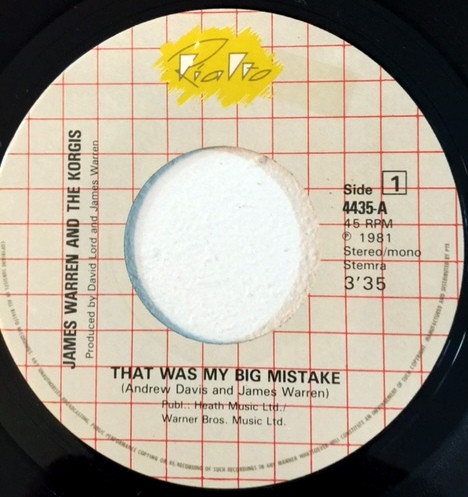 Rialto
JAMES WARREN AND THE KORGIS
Produced by David Lord and James Warren
Side 1
4435-A
45 RPM
℗ 1981
Stereo/mono
Stemra
3'35
THAT WAS MY BIG MISTAKE
(Andrew Davis and James Warren)
Publ.: Heath Music Ltd./
Warner Bros. Music Ltd.